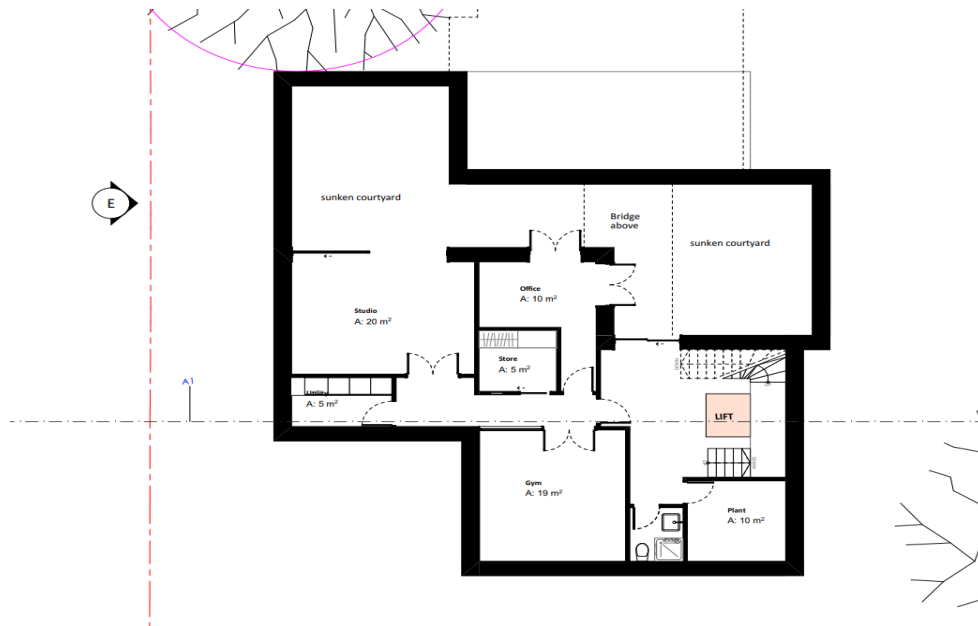 E
sunken courtyard
Bridge
above
sunken courtyard
Office
A: 10 m²
Studio
A: 20 m²
Store
A: 5 m²
A1
Utility
A: 5 m²
LIFT
Gym
A: 19 m²
Plant
A: 10 m²